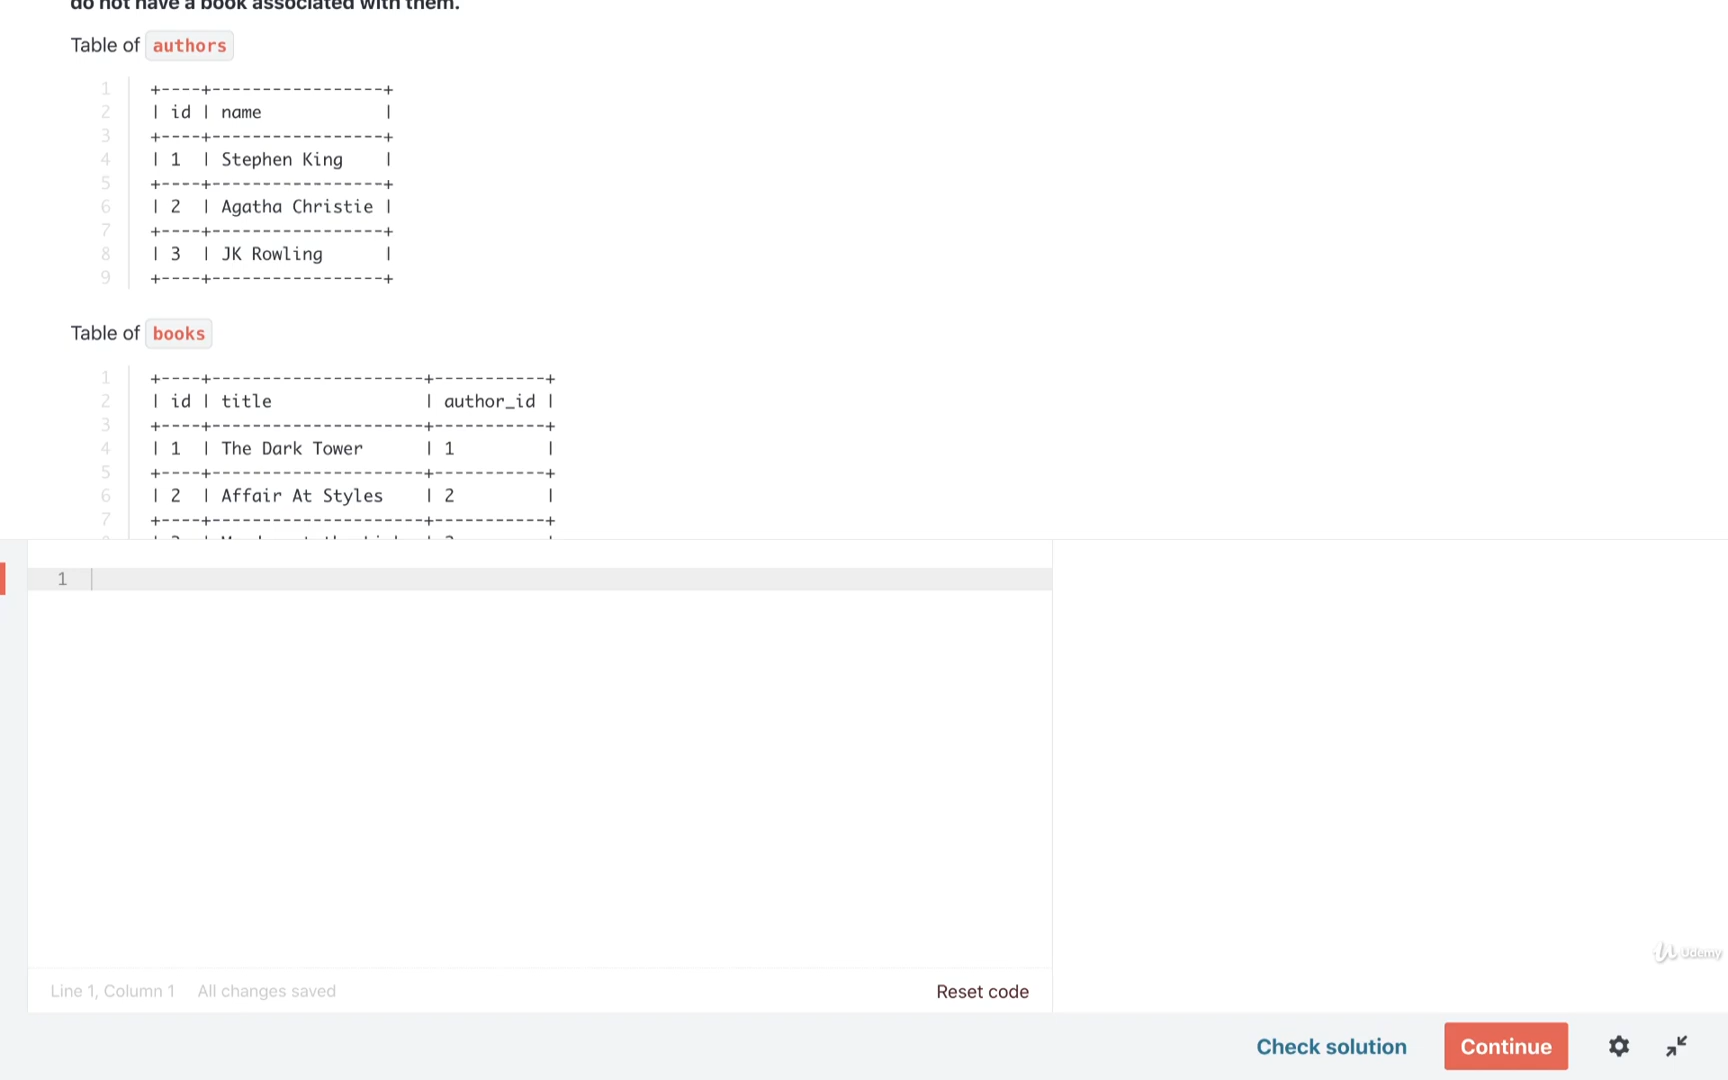 do not have a book associated with them.
Table of authors
1 +----+-----------------+
2 | id | name            |
3 +----+-----------------+
4 | 1  | Stephen King    |
5 +----+-----------------+
6 | 2  | Agatha Christie |
7 +----+-----------------+
8 | 3  | JK Rowling      |
9 +----+-----------------+
Table of books
1 +----+---------------------+-----------+
2 | id | title               | author_id |
3 +----+---------------------+-----------+
4 | 1  | The Dark Tower      | 1         |
5 +----+---------------------+-----------+
6 | 2  | Affair At Styles    | 2         |
7 +----+---------------------+-----------+
1
Udemy
Line 1, Column 1 All changes saved Reset code
Check solution Continue